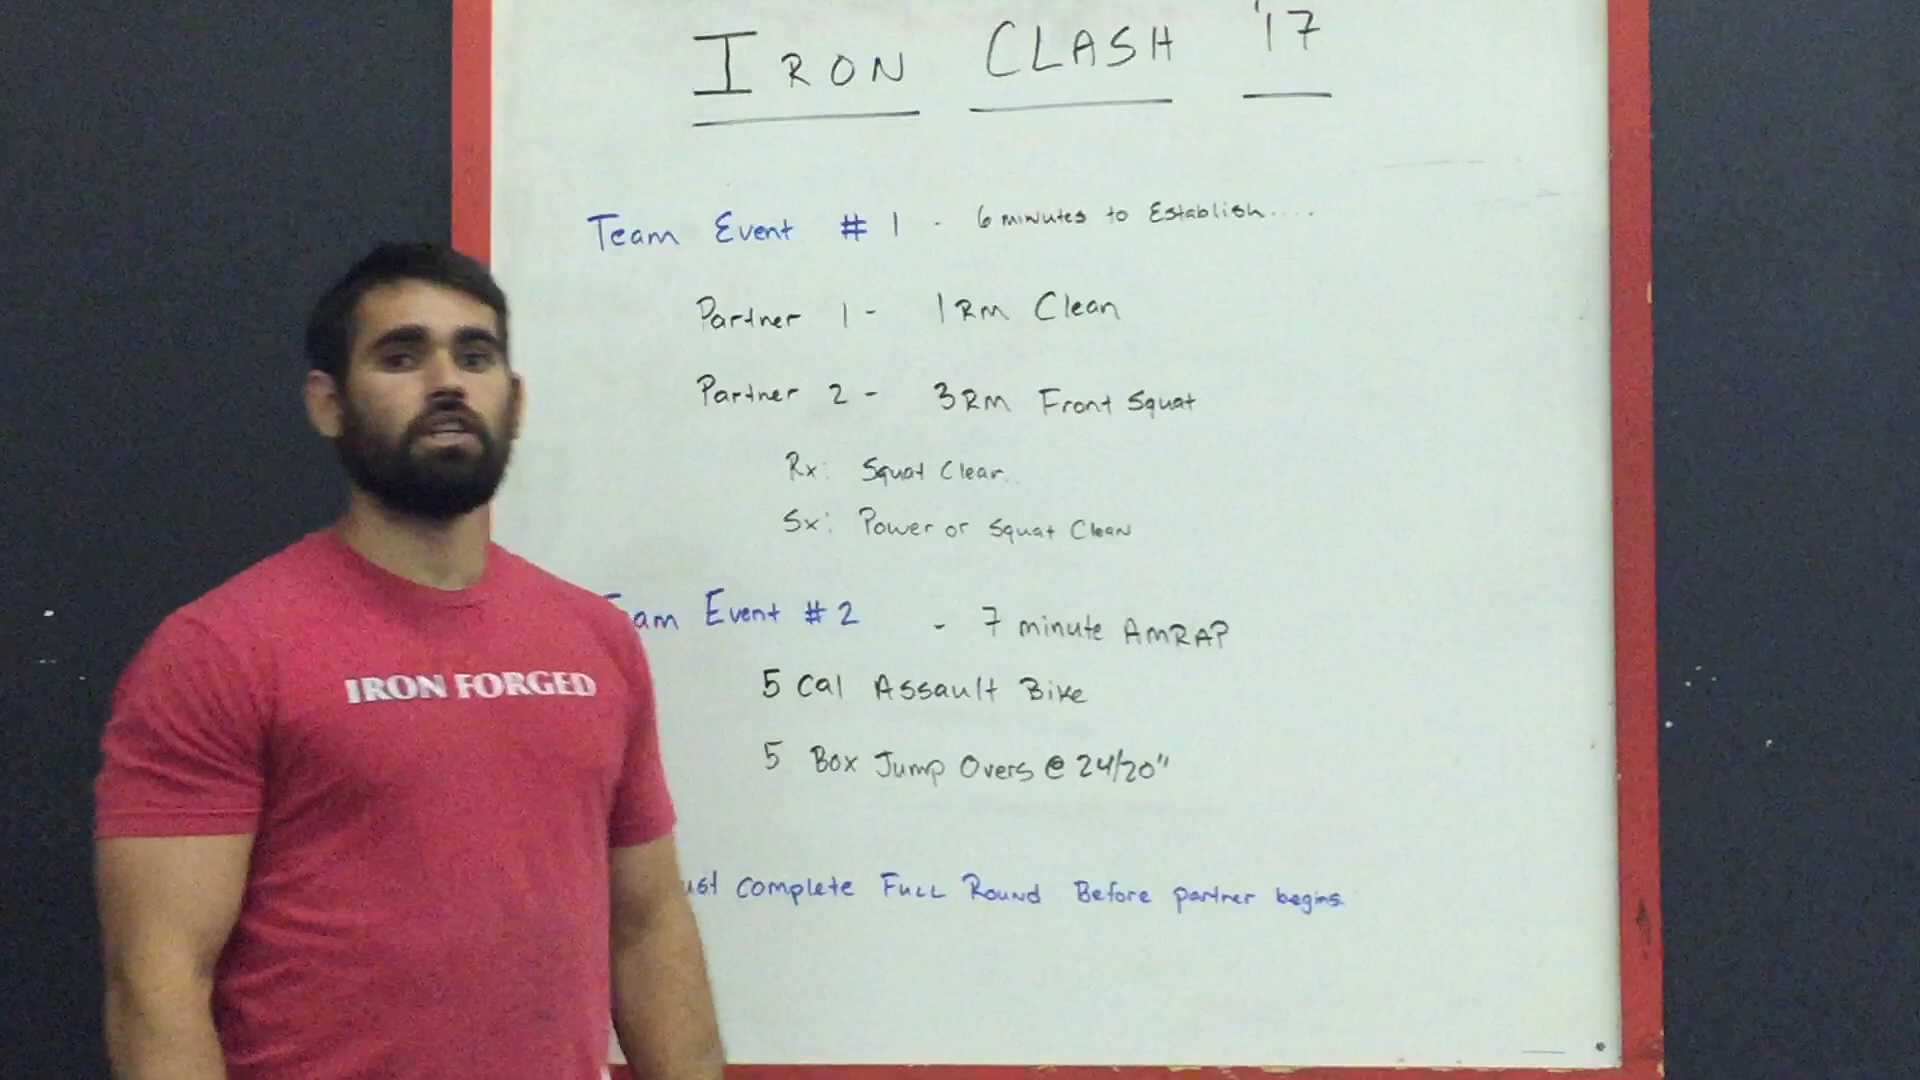 IRON CLASH '17
Team Event # 1 - 6 minutes to Establish....
Partner 1 - 1RM Clean
Partner 2 - 3RM Front Squat
Rx: Squat Clean
Sx: Power or Squat Clean
Event # 2 - 7 minute AMRAP
5 Cal Assault Bike
5 Box Jump Overs @ 24/20"
complete FULL Round Before partner begins.
IRON FORGED